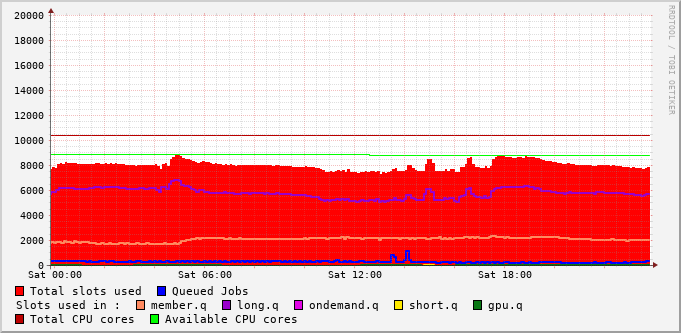 RRDTOOL / TOBI OETIKER
20000
18000
16000
14000
12000
10000
8000
6000
4000
2000
0
Sat 00:00 Sat 06:00 Sat 12:00 Sat 18:00
Total slots used Queued Jobs
Slots used in : member.q long.q ondemand.q short.q gpu.q
Total CPU cores Available CPU cores